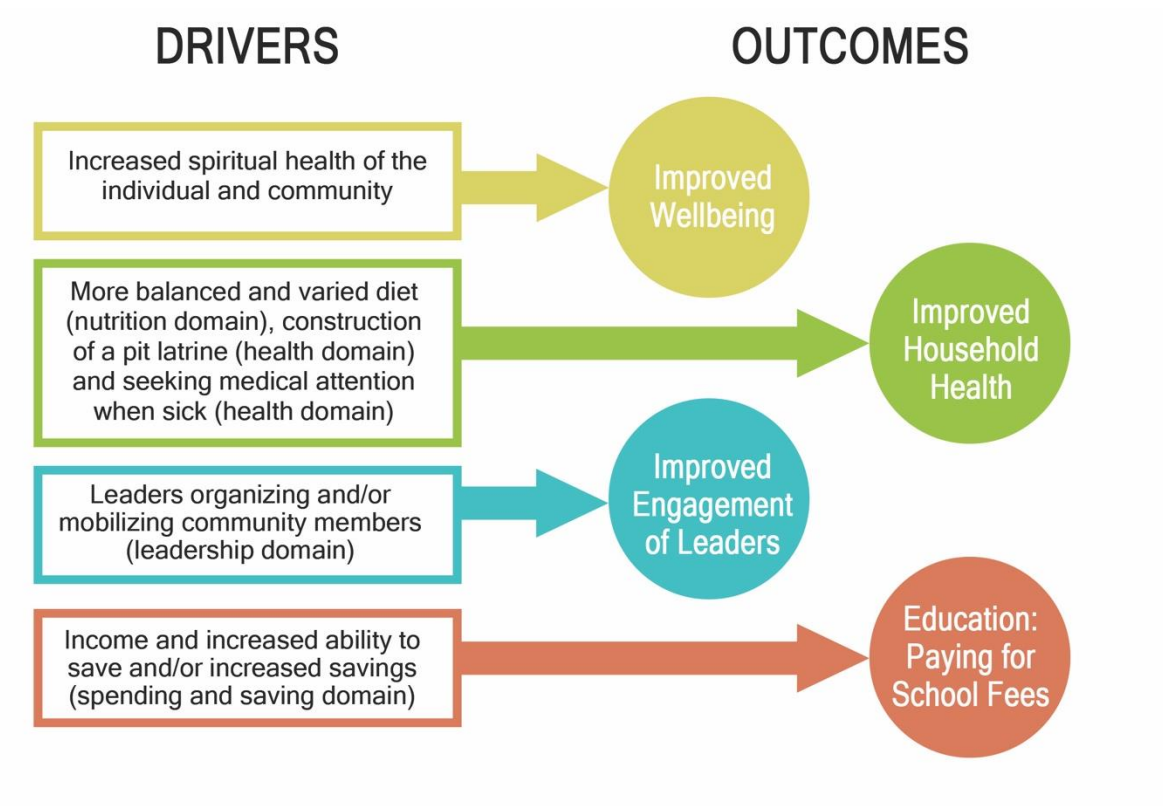 DRIVERS
OUTCOMES
Increased spiritual health of the
individual and community
Improved
Wellbeing
More balanced and varied diet
(nutrition domain), construction
of a pit latrine (health domain)
and seeking medical attention
when sick (health domain)
Improved
Household
Health
Leaders organizing and/or
mobilizing community members
(leadership domain)
Improved
Engagement
of Leaders
Income and increased ability to
save and/or increased savings
(spending and saving domain)
Education:
Paying for
School Fees